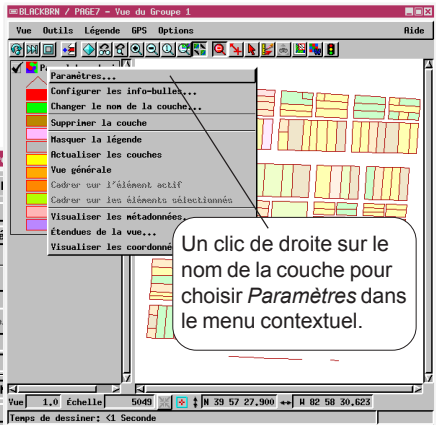 BLACKBRN / PAGE7 - Vue du Groupe 1
Vue Outils Légende GPS Options Aide
Paramètres...
Configurer les info-bulles...
Changer le nom de la couche...
Supprimer la couche
Masquer la légende
Actualiser les couches
Vue générale
Cadrer sur l'élément actif
Cadrer sur les éléments sélectionnés
Visualiser les métadonnées.
Étendues de la vue...
Visualiser les coordonné
Un clic de droite sur le
nom de la couche pour
choisir Paramètres dans
le menu contextuel.
Vue 1.0 Échelle 5049 N 39 57 27.900 W 82 58 30.623
Temps de dessiner: <1 Seconde